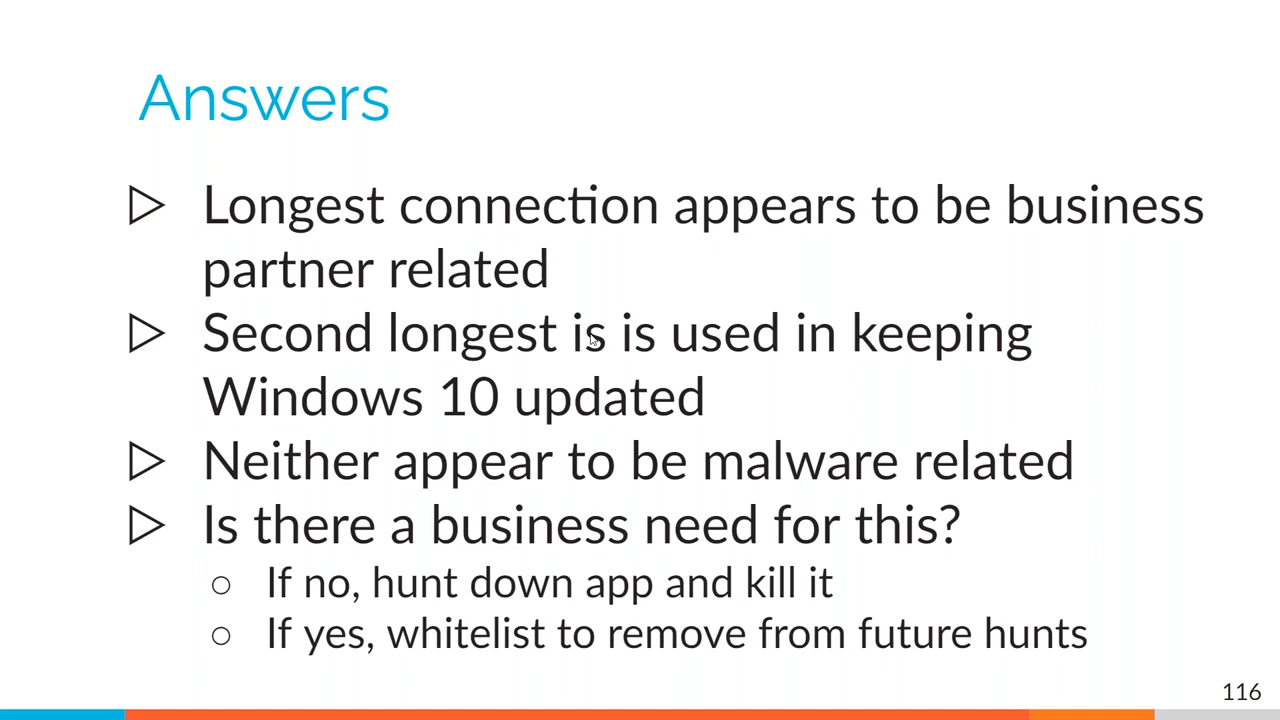 Answers
▷ Longest connection appears to be business
partner related
▷ Second longest is is used in keeping
Windows 10 updated
▷ Neither appear to be malware related
▷ Is there a business need for this?
○ If no, hunt down app and kill it
○ If yes, whitelist to remove from future hunts
116